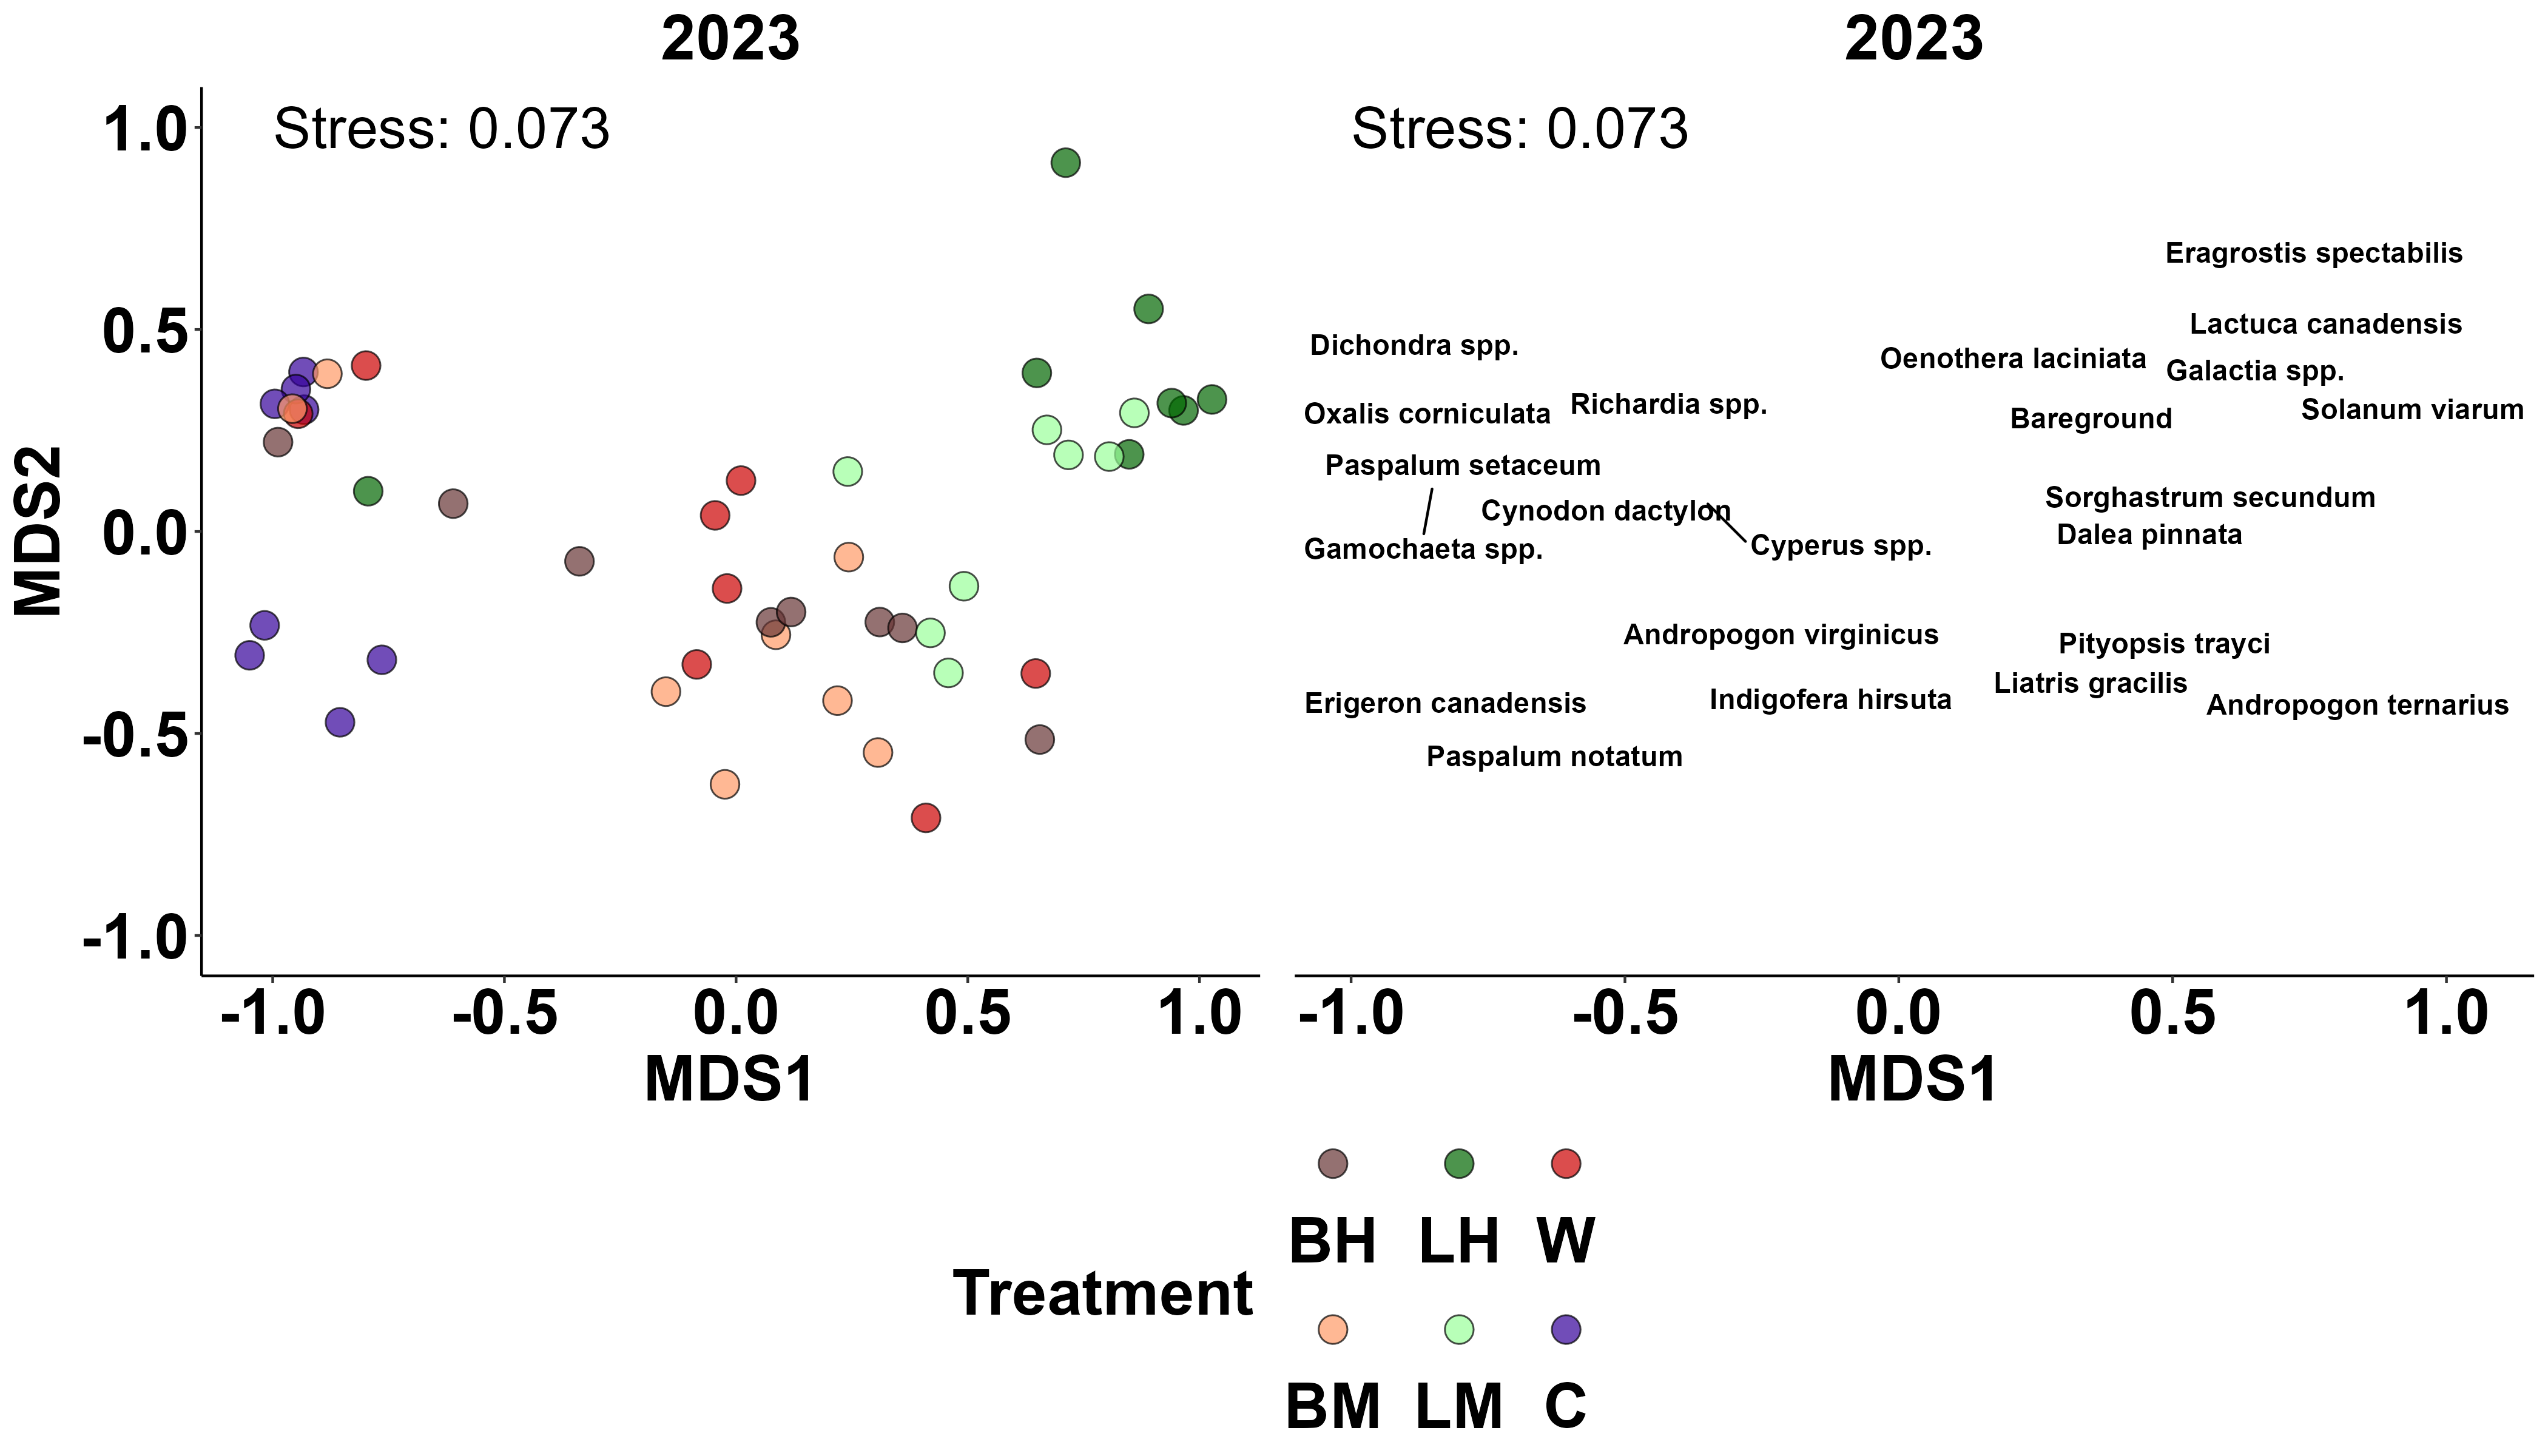 2023
2023
Stress: 0.073
Stress: 0.073
MDS2
1.0
0.5
0.0
-0.5
-1.0
Eragrostis spectabilis
Lactuca canadensis
Dichondra spp.
Oenothera laciniata
Galactia spp.
Richardia spp.
Solanum viarum
Oxalis corniculata
Bareground
Paspalum setaceum
Sorghastrum secundum
Cynodon dactylon
Dalea pinnata
Cyperus spp.
Gamochaeta spp.
Andropogon virginicus
Pityopsis trayci
Liatris gracilis
Indigofera hirsuta
Erigeron canadensis
Andropogon ternarius
Paspalum notatum
-1.0 -0.5 0.0 0.5 1.0
-1.0 -0.5 0.0 0.5 1.0
MDS1
MDS1
Treatment
BH LH W
BM LM C